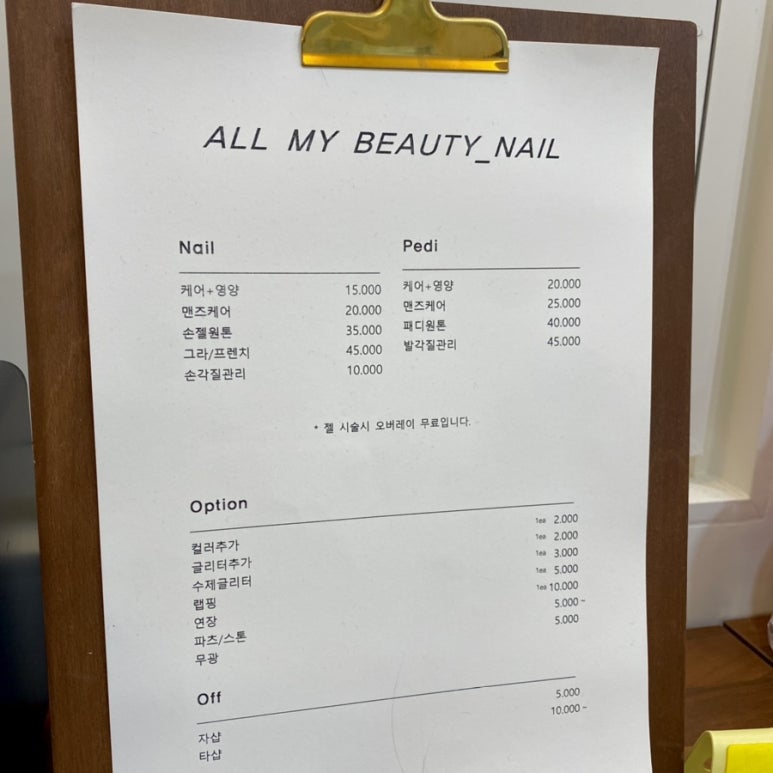 ALL MY BEAUTY_NAIL
Nail
케어+영양 15.000
맨즈케어 20.000
손젤원톤 35.000
그라/프렌치 45.000
손각질관리 10.000
Pedi
케어+영양 20.000
맨즈케어 25.000
패디원톤 40.000
발각질관리 45.000
* 젤 시술시 오버레이 무료입니다.
Option
컬러추가 1ea 2.000
글리터추가 1ea 2.000
수제글리터 1ea 3.000
랩핑 1ea 5.000
연장 1ea 10.000
파츠/스톤 5.000~
무광 5.000
Off
자샵 5.000
타샵 10.000~